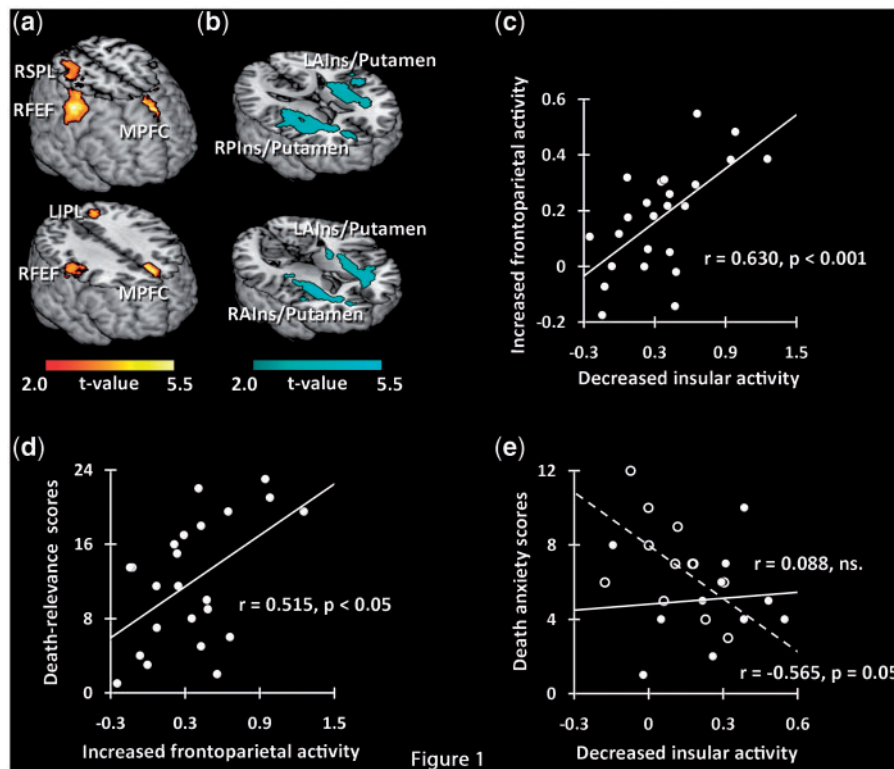 (a)
(b)
(c)
RSPL
RFEF
MPFC
LIPL
RFEF
MPFC
2.0 t-value 5.5
LAIns/Putamen
RPIns/Putamen
LAIns/Putamen
RAIns/Putamen
2.0 t-value 5.5
Increased frontoparietal activity
0.6
0.4
0.2
0
-0.2
r = 0.630, p < 0.001
-0.3 0.3 0.9 1.5
Decreased insular activity
(d)
Death-relevance scores
24
16
8
0
r = 0.515, p < 0.05
-0.3 0.3 0.9 1.5
Increased frontoparietal activity
(e)
Death anxiety scores
12
8
4
0
r = 0.088, ns.
r = -0.565, p = 0.05
-0.3 0 0.3 0.6
Decreased insular activity
Figure 1